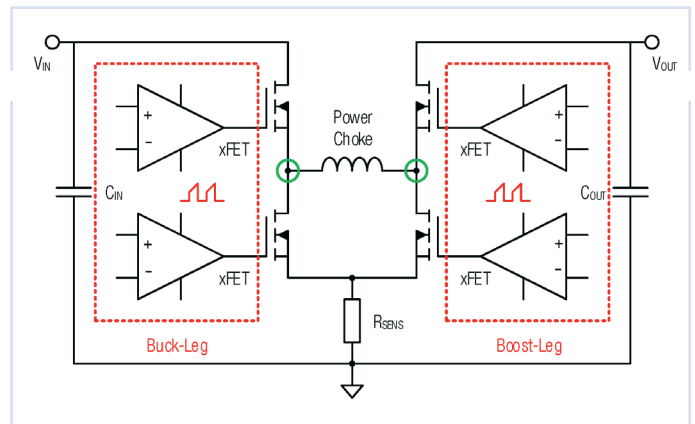 VIN
VOUT
+
-
xFET
Power
Choke
xFET
+
-
CIN
COUT
+
-
xFET
xFET
+
-
RSENS
Buck-Leg
Boost-Leg